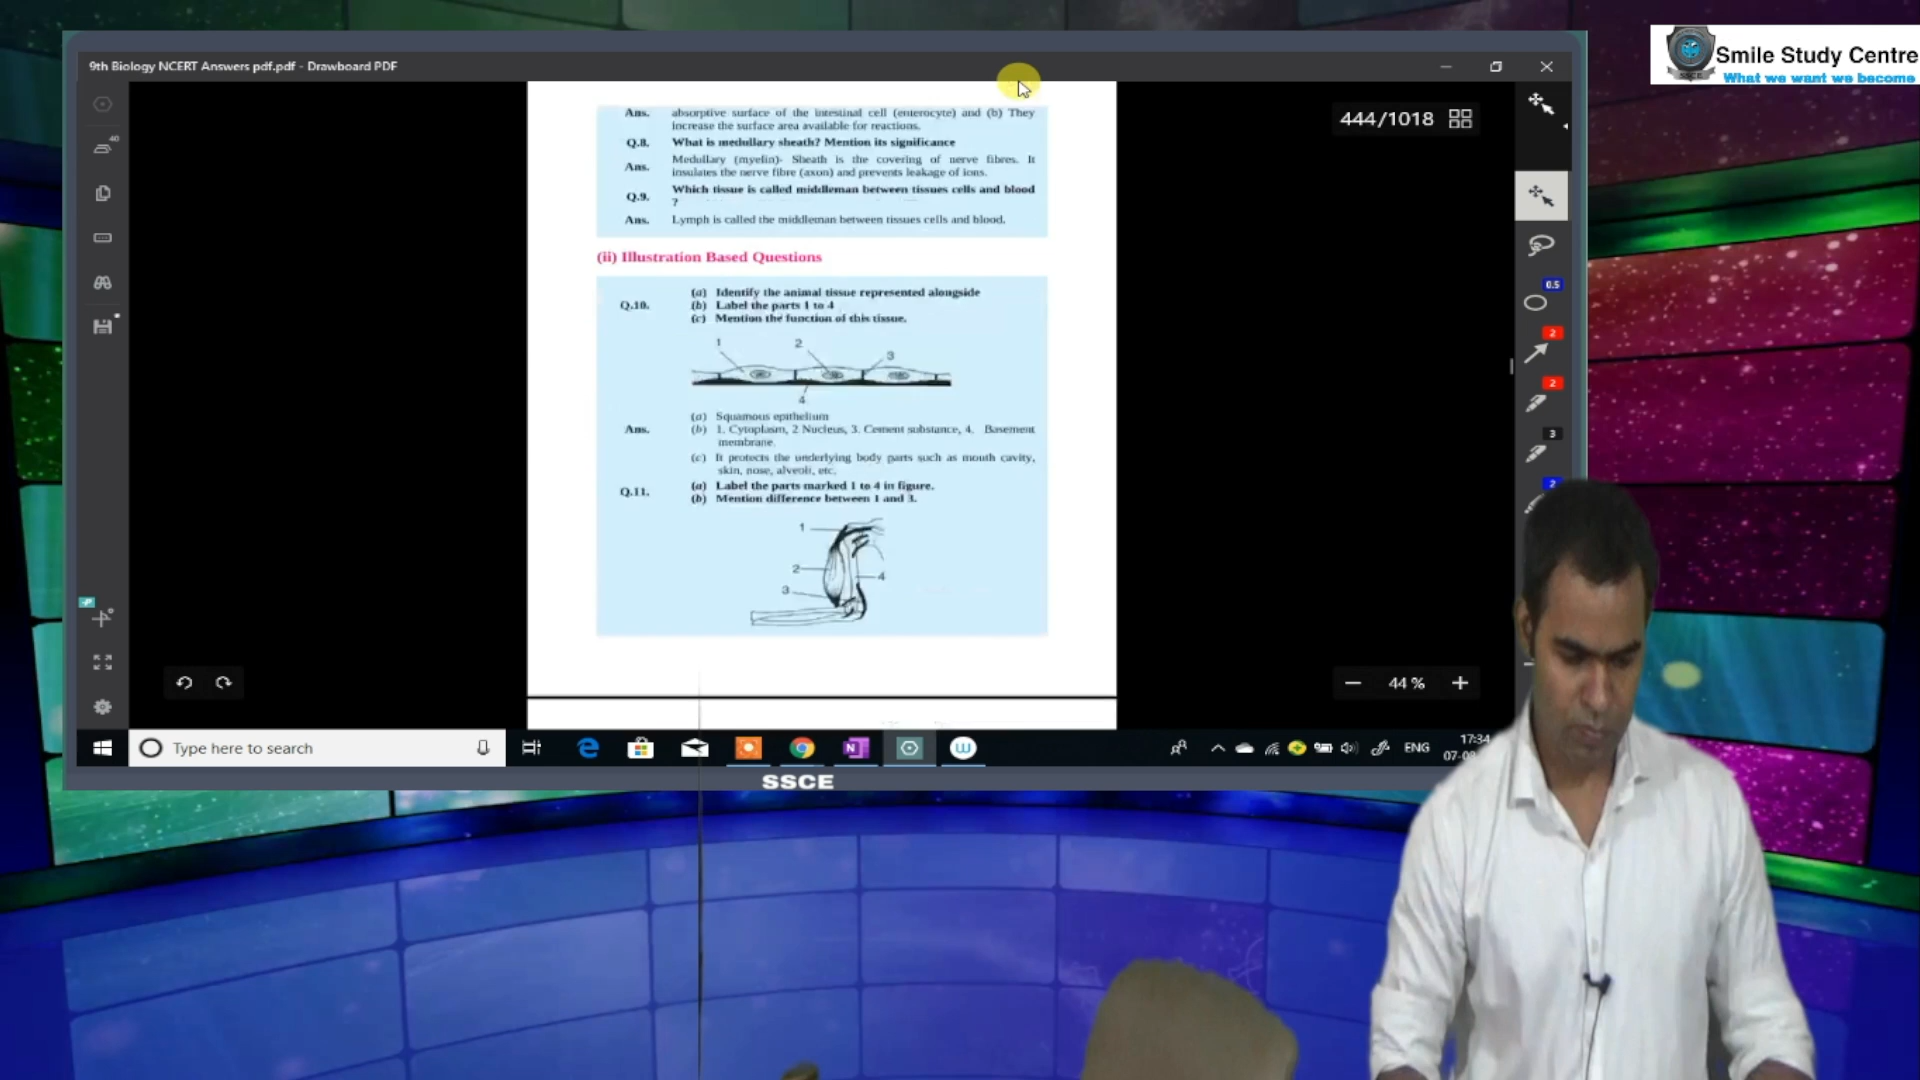 Smile Study Centre
What we want we become
9th Biology NCERT Answers pdf.pdf - Drawboard PDF
444/1018
Ans. absorptive surface of the intestinal cell (enterocyte) and (b) They
increase the surface area available for reactions.
Q.8. What is medullary sheath? Mention its significance
Ans. Medullary (myelin)- Sheath is the covering of nerve fibres. It
insulates the nerve fibre (axon) and prevents leakage of ions.
Q.9. Which tissue is called middleman between tissues cells and blood
?
Ans. Lymph is called the middleman between tissues cells and blood.
(ii) Illustration Based Questions
(a) Identify the animal tissue represented alongside
Q.10. (b) Label the parts 1 to 4
(c) Mention the function of this tissue.
1 2 3
4
(a) Squamous epithelium
Ans. (b) 1. Cytoplasm, 2 Nucleus, 3. Cement substance, 4. Basement
membrane.
(c) It protects the underlying body parts such as mouth cavity,
skin, nose, alveoli, etc.
Q.11. (a) Label the parts marked 1 to 4 in figure.
(b) Mention difference between 1 and 3.
1
2
4
3
40
0.5
2
2
3
2
44 %
Type here to search
ENG
17:34
SSCE